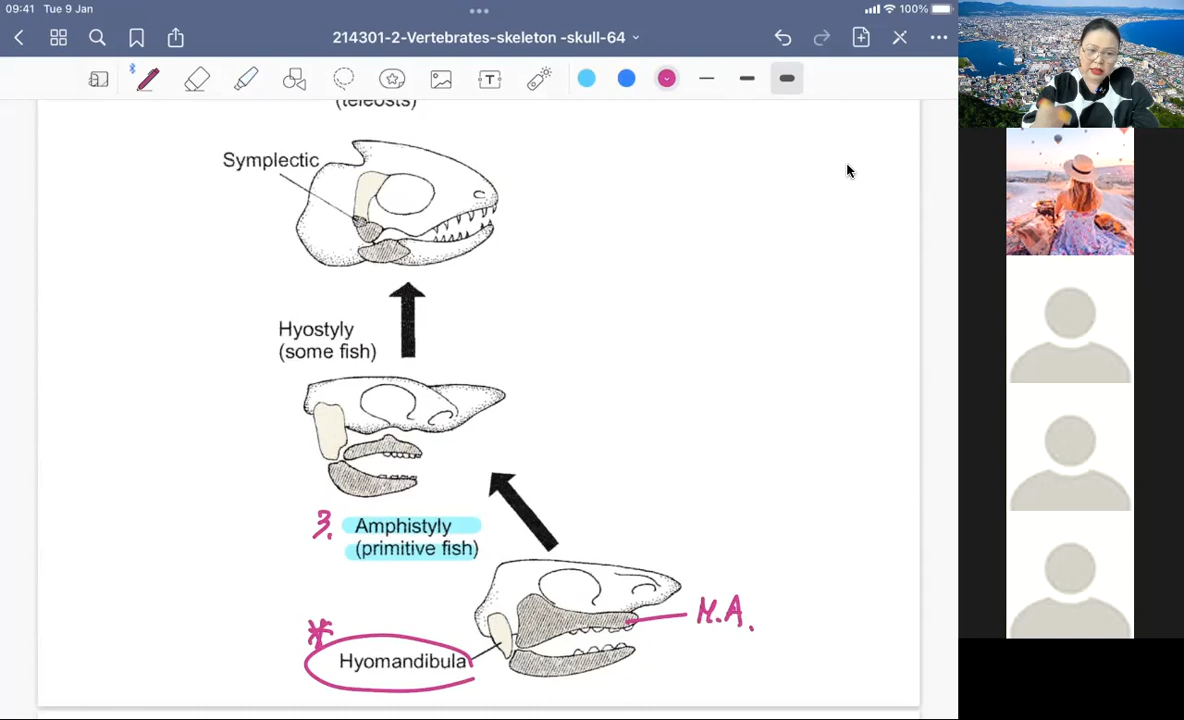 09:41 Tue 9 Jan
100%
214301-2-Vertebrates-skeleton -skull-64
T
(teleosts)
Symplectic
Hyostyly
(some fish)
3. Amphistyly
(primitive fish)
M.A.
* Hyomandibula